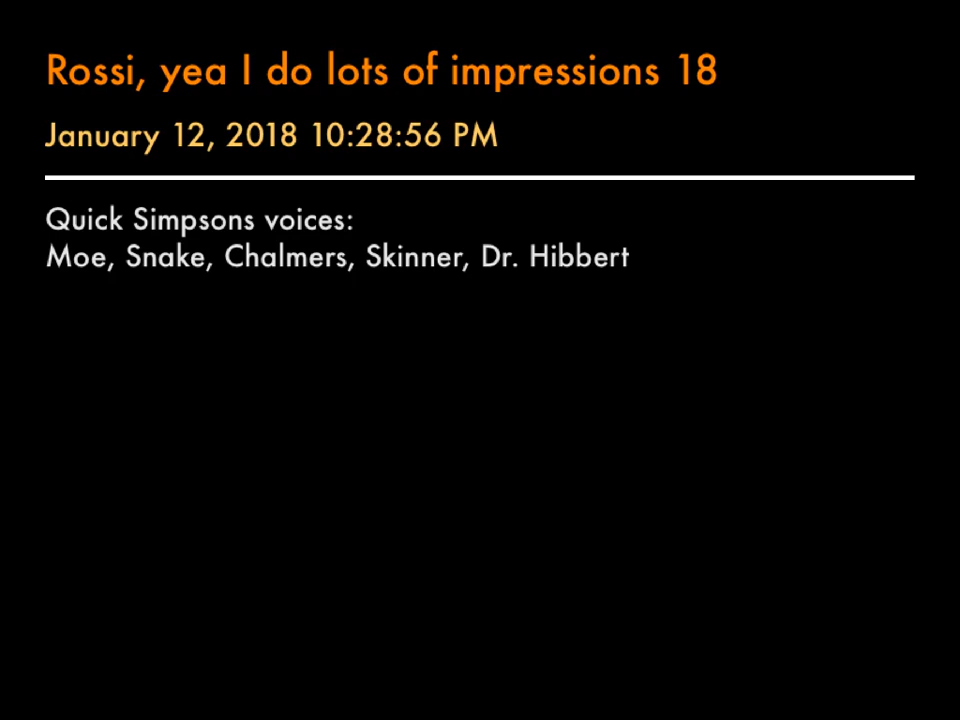 Rossi, yea I do lots of impressions 18
January 12, 2018 10:28:56 PM
Quick Simpsons voices:
Moe, Snake, Chalmers, Skinner, Dr. Hibbert